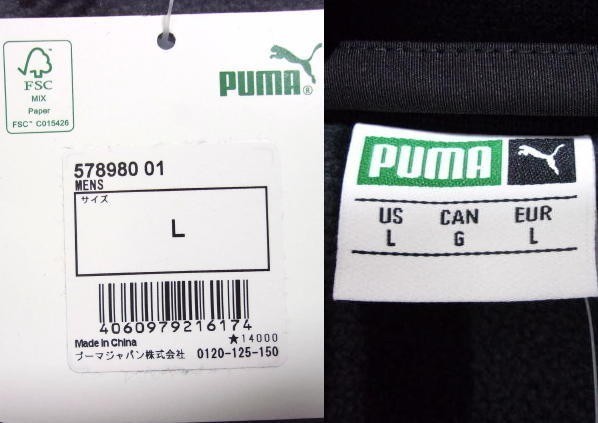 FSC
MIX
Paper
FSC™ C015426
PUMA®
578980 01
MENS
サイズ
L
4060979216174
Made in China
★14000
プーマジャパン株式会社 0120-125-150
PUMA
US CAN EUR
L G L